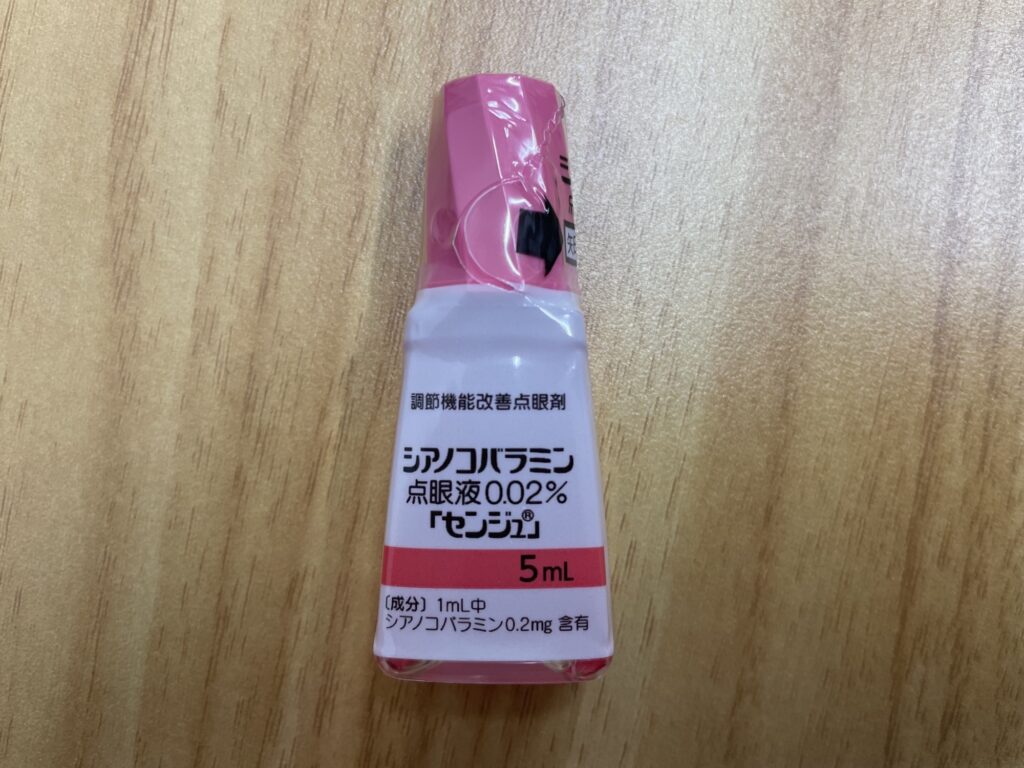 調節機能改善点眼剤
シアノコバラミン
点眼液0.02%
「センジュ®」
5mL
〔成分〕1mL中
シアノコバラミン0.2mg 含有